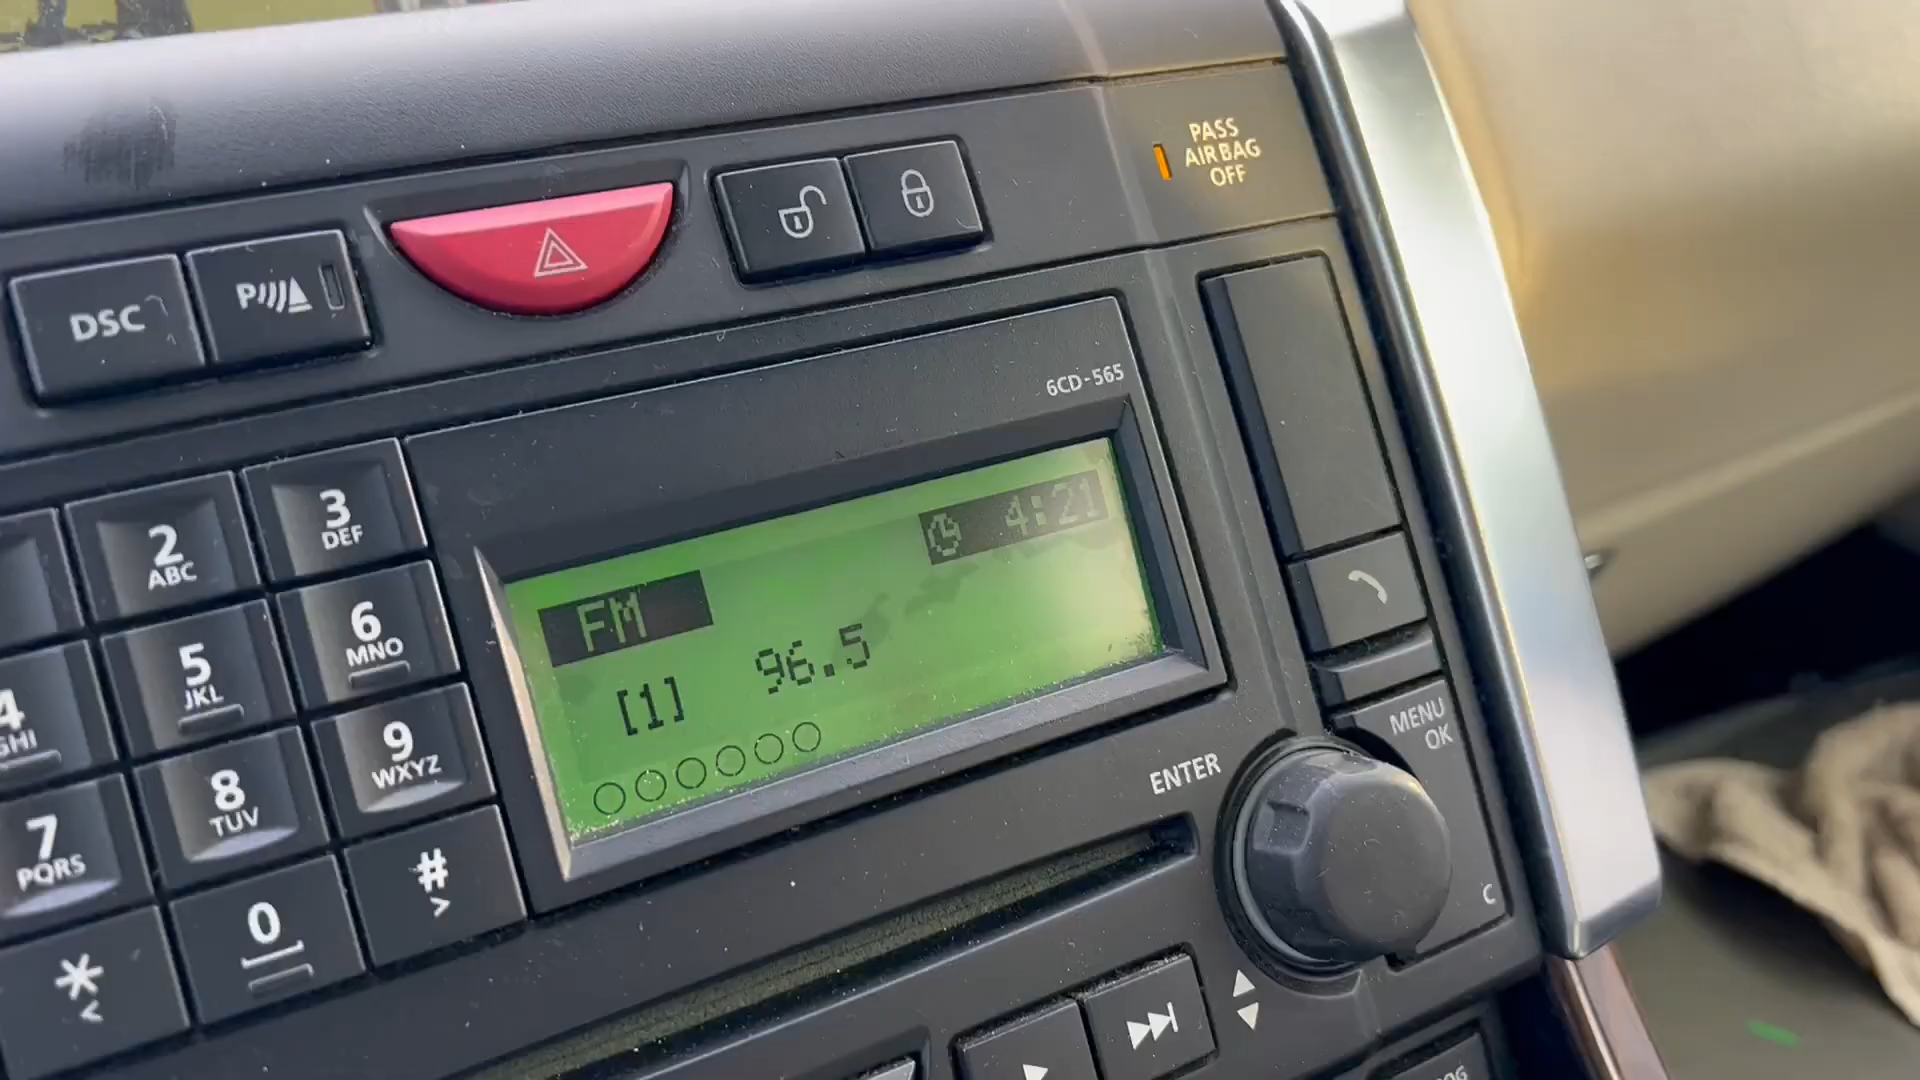 PASS
AIR BAG
OFF
DSC
P
6CD-565
4:21
FM
[1] 96.5
2
ABC
3
DEF
5
JKL
6
MNO
4
GHI
8
TUV
9
WXYZ
7
PQRS
0
#
>
*
<
ENTER
MENU
OK
C